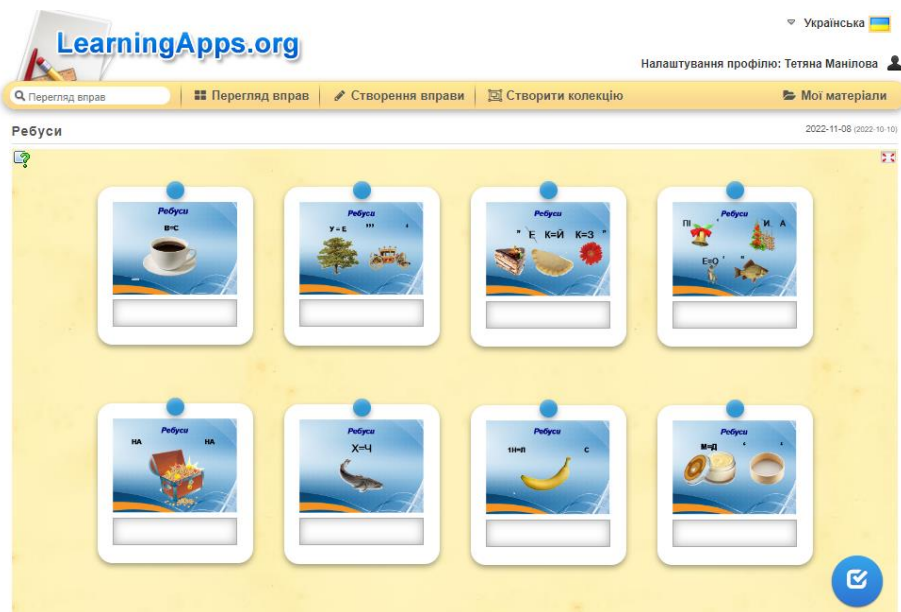 LearningApps.org
Українська
Налаштування профілю: Тетяна Манілова
Перегляд вправ
Перегляд вправ
Створення вправи
Створити колекцію
Мої матеріали
Ребуси
2022-11-08 (2022-10-10)
Ребуси
В=С
Ребуси
У=Е ''' '
Ребуси
" Е К=Й К=З "
Ребуси
ПІ ' И А
Е=О ' "
Ребуси
НА НА
Ребуси
Х=Ч
Ребуси
1Н=Л С
Ребуси
М=Д ' '